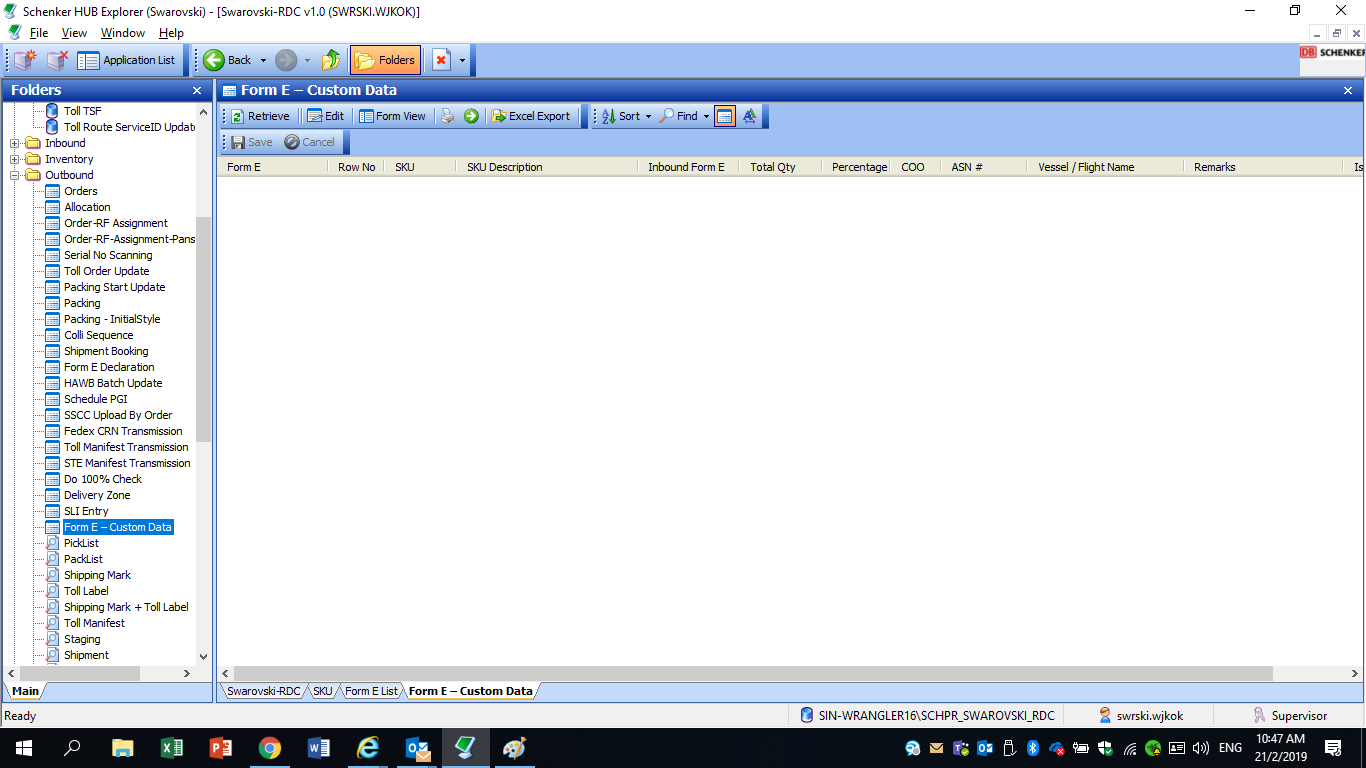 Schenker HUB Explorer (Swarovski) - [Swarovski-RDC v1.0 (SWRSKI.WJKOK)]
File View Window Help
Application List Back Folders DB SCHENKER
Folders
Form E – Custom Data
Toll TSF
Toll Route ServiceID Updat
Inbound
Inventory
Outbound
Orders
Allocation
Order-RF Assignment
Order-RF-Assignment-Pans
Serial No Scanning
Toll Order Update
Packing Start Update
Packing
Packing - InitialStyle
Colli Sequence
Shipment Booking
Form E Declaration
HAWB Batch Update
Schedule PGI
SSCC Upload By Order
Fedex CRN Transmission
Toll Manifest Transmission
STE Manifest Transmission
Do 100% Check
Delivery Zone
SLI Entry
Form E – Custom Data
PickList
PackList
Shipping Mark
Toll Label
Shipping Mark + Toll Label
Toll Manifest
Staging
Shipment
Main
Retrieve Edit Form View Excel Export Sort Find
Save Cancel
Form E Row No SKU SKU Description Inbound Form E Total Qty Percentage COO ASN # Vessel / Flight Name Remarks Is
Swarovski-RDC SKU Form E List Form E – Custom Data
Ready SIN-WRANGLER16\SCHPR_SWAROVSKI_RDC swrski.wjkok Supervisor
ENG
10:47 AM
21/2/2019